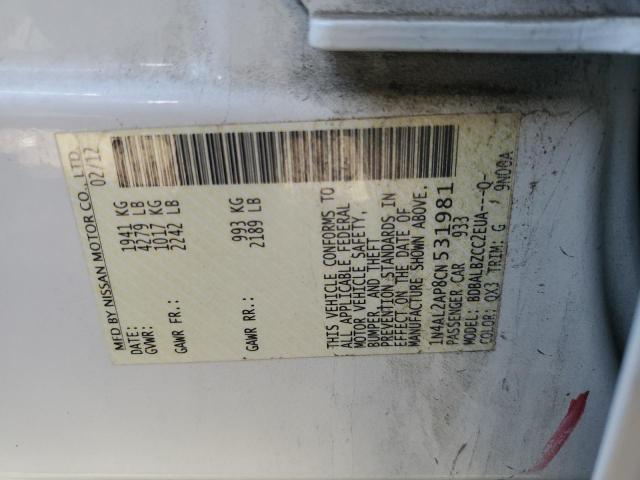 MFD BY NISSAN MOTOR CO., LTD.
DATE: 02/12
GVWR: 1941 KG
4279 LB
GAWR FR.: 1017 KG
2242 LB
GAWR RR.: 993 KG
2189 LB
THIS VEHICLE CONFORMS TO
ALL APPLICABLE FEDERAL
MOTOR VEHICLE SAFETY,
BUMPER, AND THEFT
PREVENTION STANDARDS IN
EFFECT ON THE DATE OF
MANUFACTURE SHOWN ABOVE.
1N4AL2AP8CN531981
PASSENGER CAR 933
MODEL: BDBALBZCC2EUA---Q-
COLOR: QX3 TRIM: G